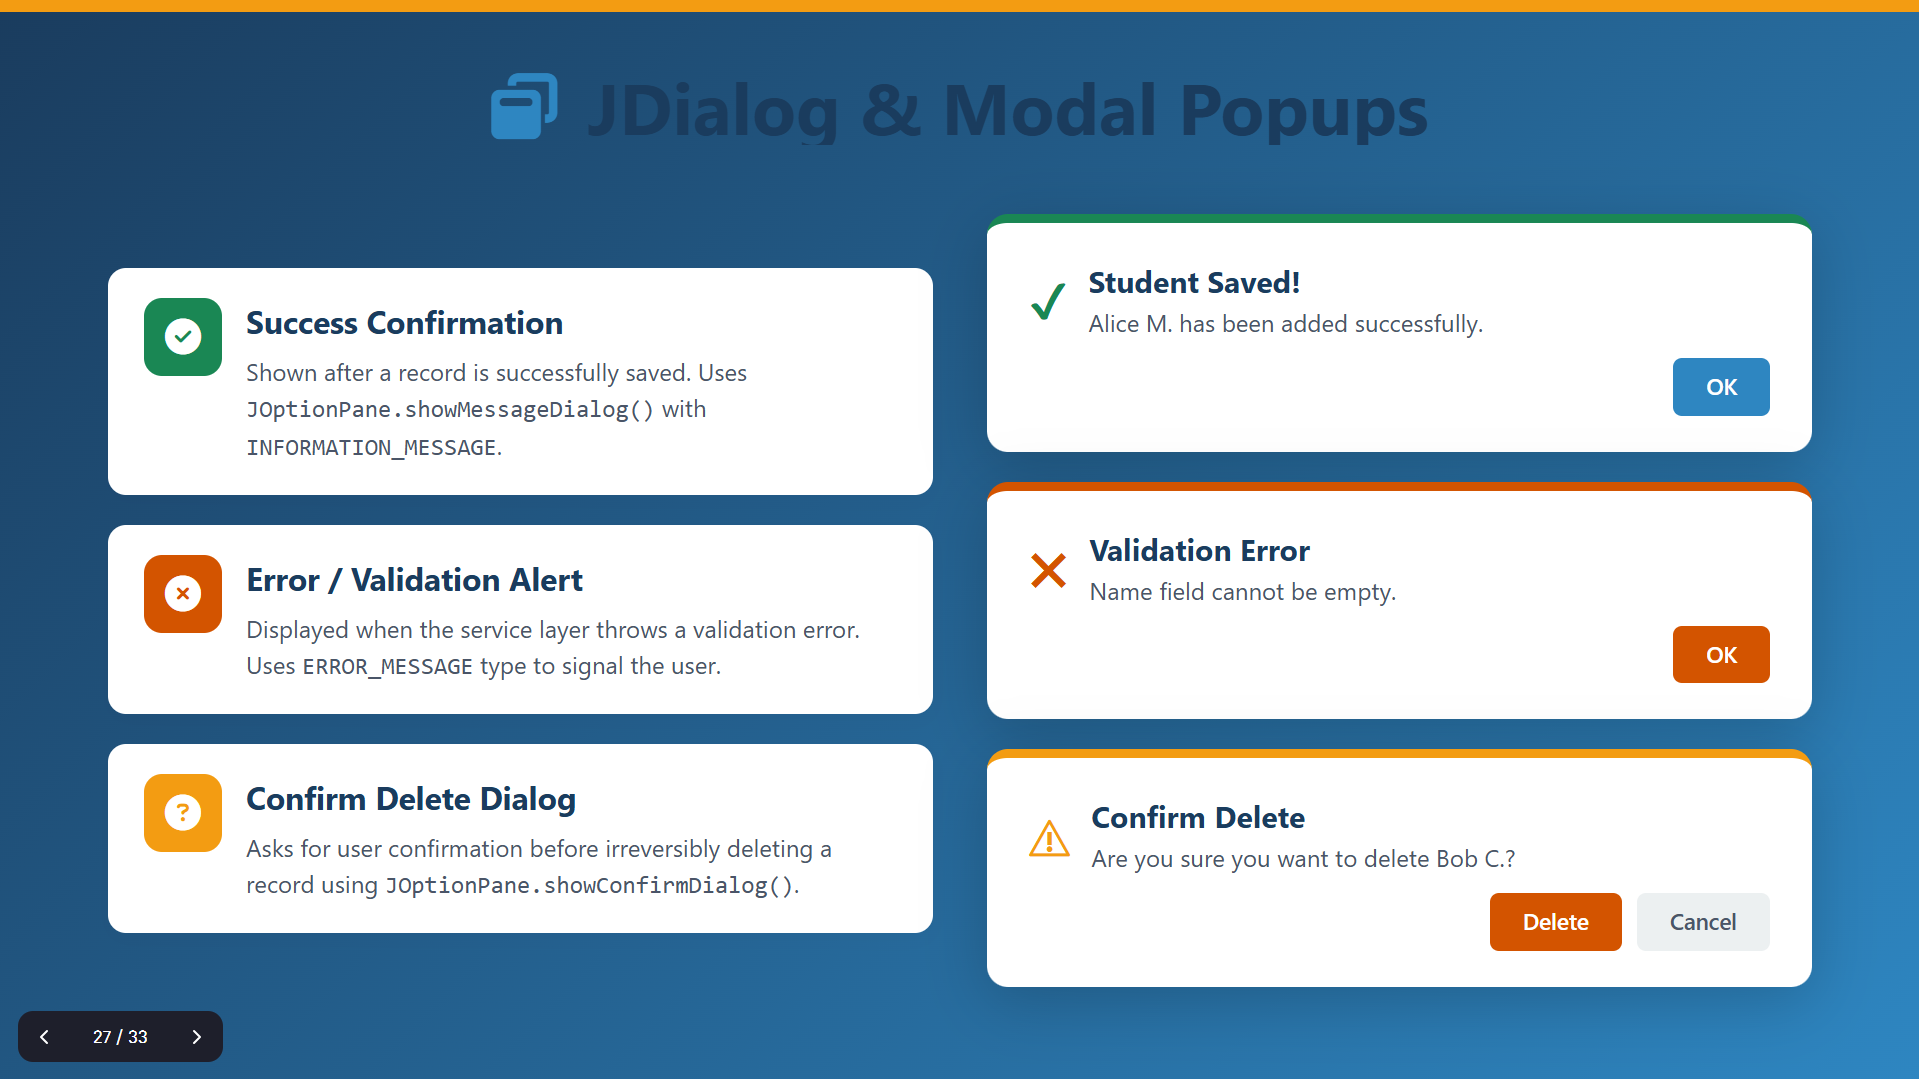 JDialog & Modal Popups
Success Confirmation
Shown after a record is successfully saved. Uses
JOptionPane.showMessageDialog() with
INFORMATION_MESSAGE.
Error / Validation Alert
Displayed when the service layer throws a validation error.
Uses ERROR_MESSAGE type to signal the user.
Confirm Delete Dialog
Asks for user confirmation before irreversibly deleting a
record using JOptionPane.showConfirmDialog().
Student Saved!
Alice M. has been added successfully.
OK
Validation Error
Name field cannot be empty.
OK
Confirm Delete
Are you sure you want to delete Bob C.?
Delete Cancel
27 / 33